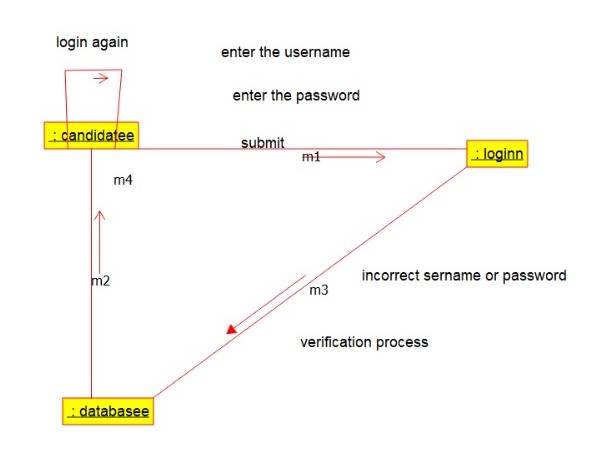 login again
enter the username
enter the password
: candidatee
submit
m1
: loginn
m4
m2
incorrect sername or password
m3
verification process
: databasee